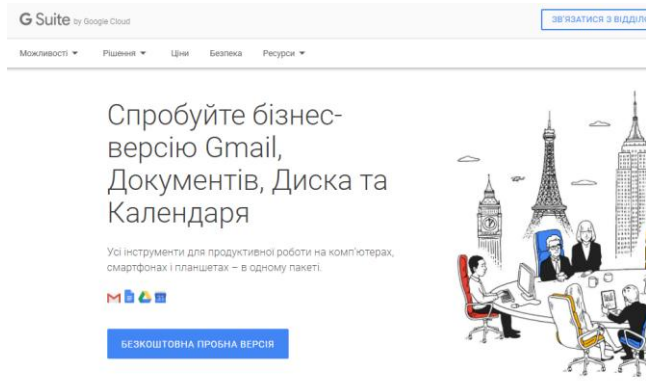 G Suite by Google Cloud
ЗВ'ЯЗАТИСЯ З
Можливості Рішення Ціни Безпека Ресурси
Спробуйте бізнес-
версію Gmail,
Документів, Диска та
Календаря
Усі інструменти для продуктивної роботи на комп'ютерах,
смартфонах і планшетах – в одному пакеті.
31
БЕЗКОШТОВНА ПРОБНА ВЕРСІЯ